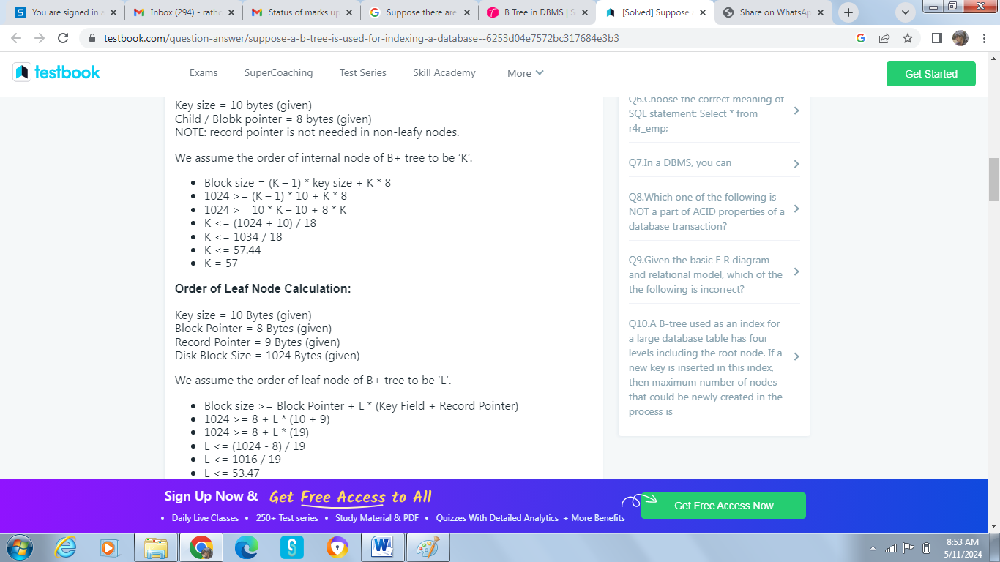 You are signed in a
Inbox (294) - ratho
Status of marks up
Suppose there are
B Tree in DBMS | S
[Solved] Suppose
Share on WhatsAp
testbook.com/question-answer/suppose-a-b-tree-is-used-for-indexing-a-database--6253d04e7572bc317684e3b3
testbook
Exams
SuperCoaching
Test Series
Skill Academy
More
Get Started
Key size = 10 bytes (given)
Child / Blobk pointer = 8 bytes (given)
NOTE: record pointer is not needed in non-leafy nodes.
We assume the order of internal node of B+ tree to be ‘K’.
• Block size = (K – 1) * key size + K * 8
• 1024 >= (K – 1) * 10 + K * 8
• 1024 >= 10 * K – 10 + 8 * K
• K <= (1024 + 10) / 18
• K <= 1034 / 18
• K <= 57.44
• K = 57
Order of Leaf Node Calculation:
Key size = 10 Bytes (given)
Block Pointer = 8 Bytes (given)
Record Pointer = 9 Bytes (given)
Disk Block Size = 1024 Bytes (given)
We assume the order of leaf node of B+ tree to be 'L'.
• Block size >= Block Pointer + L * (Key Field + Record Pointer)
• 1024 >= 8 + L * (10 + 9)
• 1024 >= 8 + L * (19)
• L <= (1024 - 8) / 19
• L <= 1016 / 19
• L <= 53.47
Q6.Choose the correct meaning of
SQL statement: Select * from
r4r_emp;
Q7.In a DBMS, you can
Q8.Which one of the following is
NOT a part of ACID properties of a
database transaction?
Q9.Given the basic E R diagram
and relational model, which of the
the following is incorrect?
Q10.A B-tree used as an index for
a large database table has four
levels including the root node. If a
new key is inserted in this index,
then maximum number of nodes
that could be newly created in the
process is
Sign Up Now & Get Free Access to All
• Daily Live Classes • 250+ Test series • Study Material & PDF • Quizzes With Detailed Analytics + More Benefits
Get Free Access Now
8:53 AM
5/11/2024